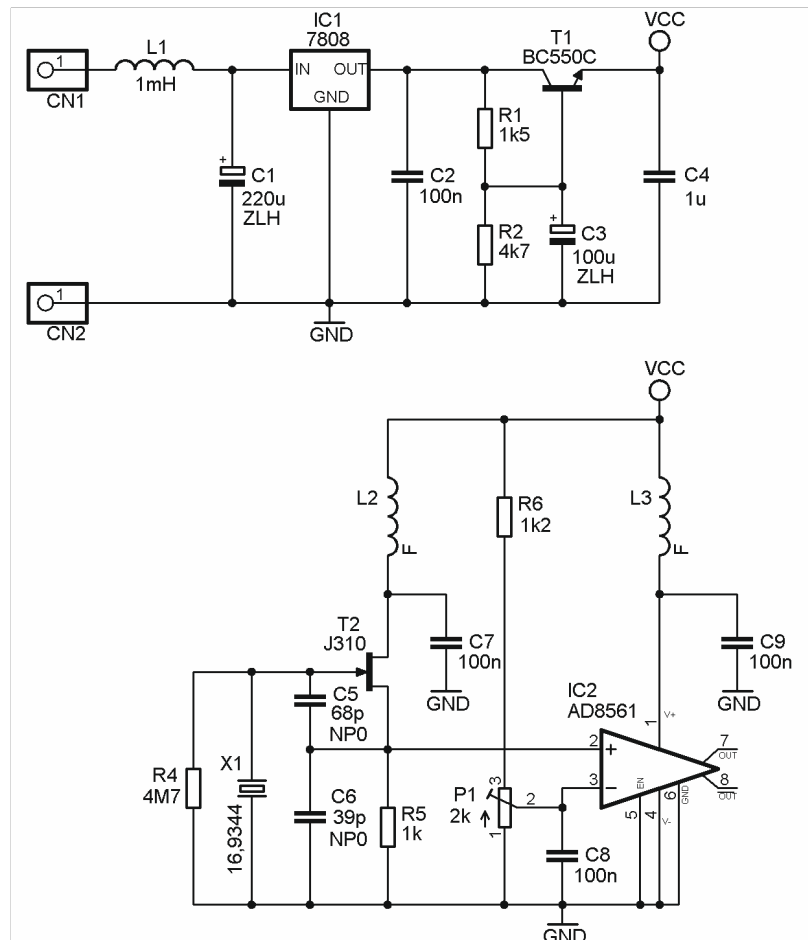 VCC
IC1
7808
T1
BC550C
1
CN1
L1
1mH
IN
OUT
GND
R1
1k5
+
C1
220u
ZLH
C2
100n
R2
4k7
+
C3
100u
ZLH
C4
1u
1
CN2
GND
VCC
L2
F
R6
1k2
L3
F
T2
J310
C7
100n
GND
C9
100n
GND
IC2
AD8561
C5
68p
NP0
1
V+
2
+
3
-
7
OUT
8
OUT
EN
5
4
V-
6
GND
R4
4M7
X1
16,9344
C6
39p
NP0
R5
1k
P1
2k
3
2
1
C8
100n
GND